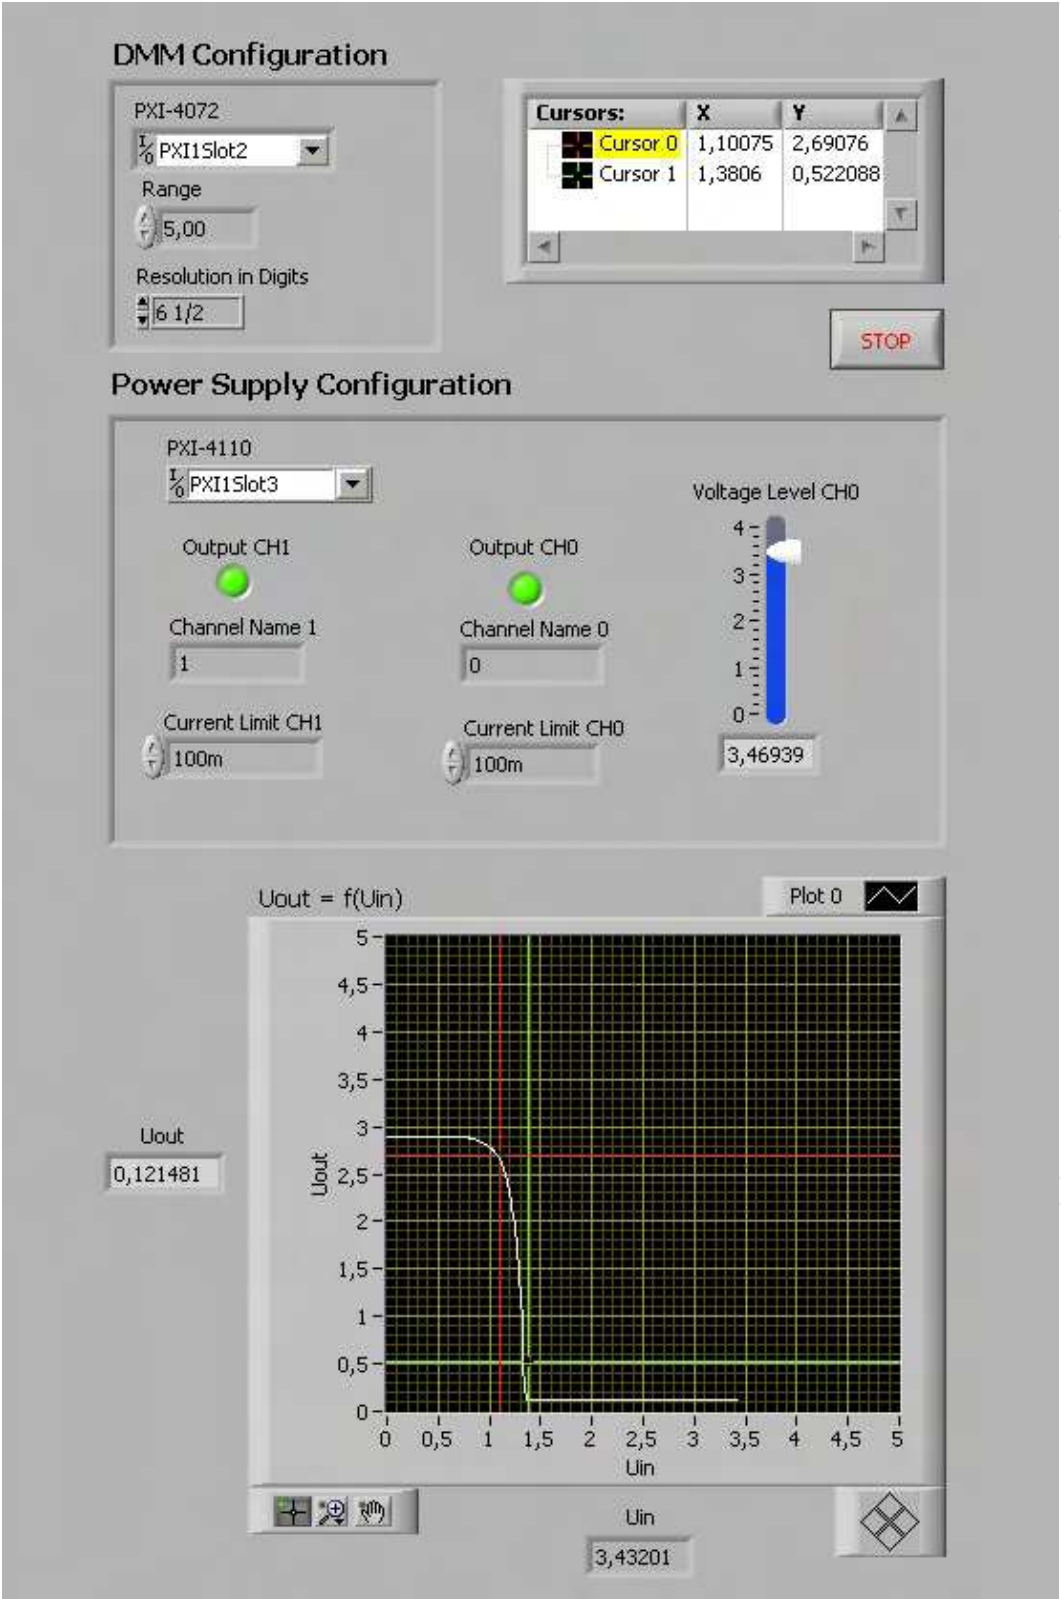 DMM Configuration
PXI-4072
I/0 PXI1Slot2
Range
5,00
Resolution in Digits
6 1/2
Cursors: X Y
Cursor 0 1,10075 2,69076
Cursor 1 1,3806 0,522088
STOP
Power Supply Configuration
PXI-4110
I/0 PXI1Slot3
Voltage Level CH0
4
3
2
1
0
3,46939
Output CH1
Output CH0
Channel Name 1
1
Channel Name 0
0
Current Limit CH1
100m
Current Limit CH0
100m
Uout = f(Uin)
Plot 0
5
4,5
4
3,5
3
2,5
2
1,5
1
0,5
0
Uout
0 0,5 1 1,5 2 2,5 3 3,5 4 4,5 5
Uin
Uout
0,121481
Uin
3,43201